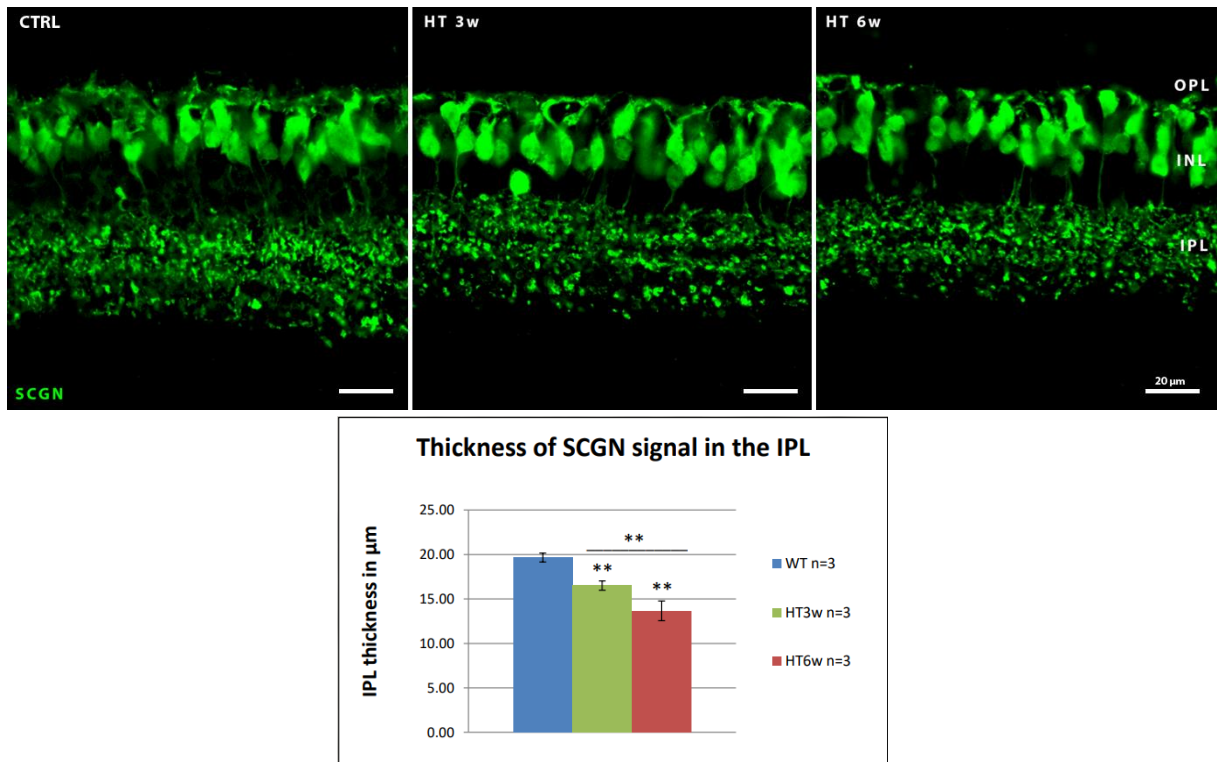 CTRL
HT 3w
HT 6w
OPL
INL
IPL
SCGN
20 µm
Thickness of SCGN signal in the IPL
IPL thickness in µm
25.00
20.00
15.00
10.00
5.00
0.00
**
**
**
WT n=3
HT3w n=3
HT6w n=3